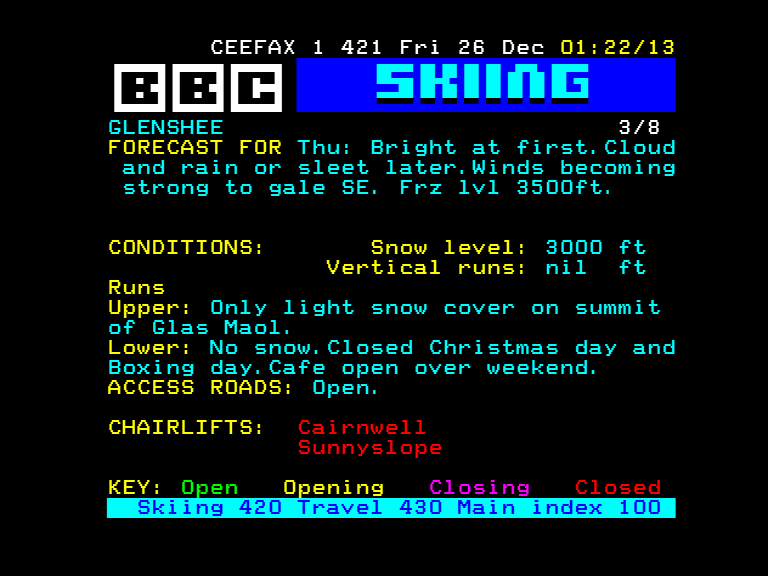 CEEFAX 1 421 Fri 26 Dec 01:22/13
BBC SKIING
GLENSHEE 3/8
FORECAST FOR Thu: Bright at first.Cloud
and rain or sleet later.Winds becoming
strong to gale SE. Frz lvl 3500ft.
CONDITIONS: Snow level: 3000 ft
Vertical runs: nil ft
Runs
Upper: Only light snow cover on summit
of Glas Maol.
Lower: No snow.Closed Christmas day and
Boxing day.Cafe open over weekend.
ACCESS ROADS: Open.
CHAIRLIFTS: Cairnwell
Sunnyslope
KEY: Open Opening Closing Closed
Skiing 420 Travel 430 Main index 100